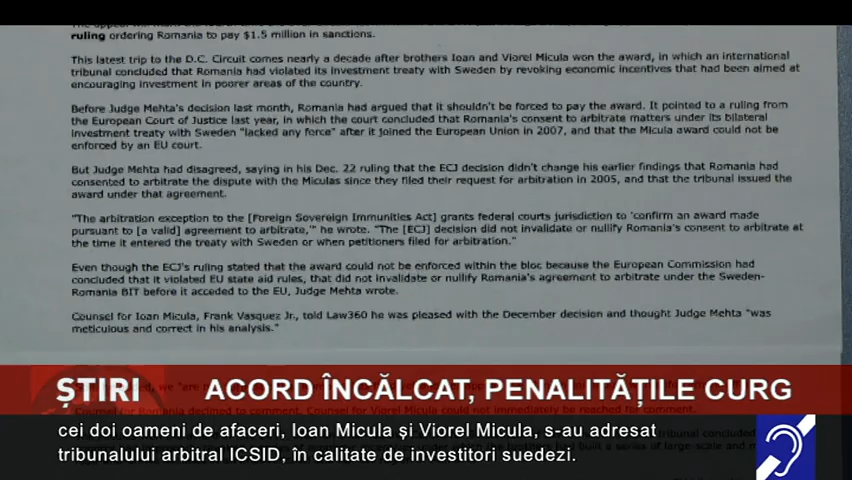 ruling ordering Romania to pay $1.5 million in sanctions.
This latest trip to the D.C. Circuit comes nearly a decade after brothers Ioan and Viorel Micula won the award, in which an international
tribunal concluded that Romania had violated its investment treaty with Sweden by revoking economic incentives that had been aimed at
encouraging investment in poorer areas of the country.
Before Judge Mehta's decision last month, Romania had argued that it shouldn't be forced to pay the award. It pointed to a ruling from
the European Court of Justice last year, in which the court concluded that Romania's consent to arbitrate matters under its bilateral
investment treaty with Sweden "lacked any force" after it joined the European Union in 2007, and that the Micula award could not be
enforced by an EU court.
But Judge Mehta had disagreed, saying in his Dec. 22 ruling that the ECJ decision didn't change his earlier findings that Romania had
consented to arbitrate the dispute with the Miculas since they filed their request for arbitration in 2005, and that the tribunal issued the
award under that agreement.
"The arbitration exception to the [Foreign Sovereign Immunities Act] grants federal courts jurisdiction to 'confirm an award made
pursuant to [a valid] agreement to arbitrate,'" he wrote. "The [ECJ] decision did not invalidate or nullify Romania's consent to arbitrate at
the time it entered the treaty with Sweden or when petitioners filed for arbitration."
Even though the ECJ's ruling stated that the award could not be enforced within the bloc because the European Commission had
concluded that it violated EU state aid rules, that did not invalidate or nullify Romania's agreement to arbitrate under the Sweden-
Romania BIT before it acceded to the EU, Judge Mehta wrote.
Counsel for Ioan Micula, Frank Vasquez Jr., told Law360 he was pleased with the December decision and thought Judge Mehta "was
meticulous and correct in his analysis."
ȘTIRI ACORD ÎNCĂLCAT, PENALITĂȚILE CURG
Counsel for Romania declined to comment. Counsel for Viorel Micula could not immediately be reached for comment.
cei doi oameni de afaceri, Ioan Micula și Viorel Micula, s-au adresat
tribunalului arbitral ICSID, în calitate de investitori suedezi.